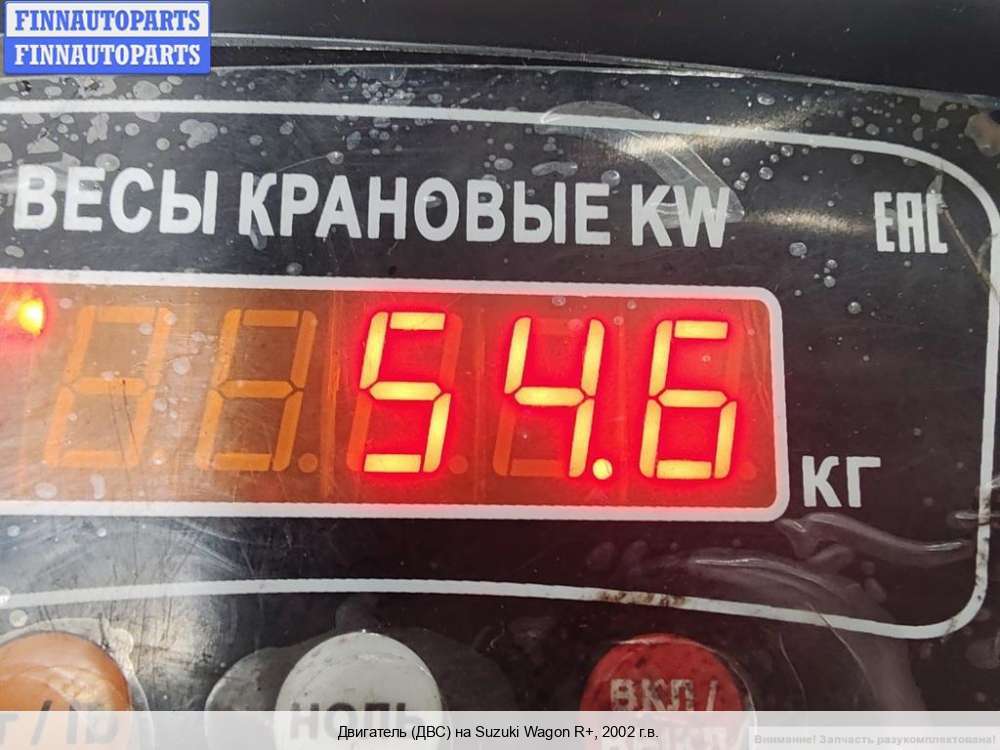 FINNAUTOPARTS
FINNAUTOPARTS
ВЕСЫ КРАНОВЫЕ KW
EAC
54.6
КГ
НОЛЬ
ВКЛ/
Двигатель (ДВС) на Suzuki Wagon R+, 2002 г.в.
Внимание! Запчасть разукомплектована!